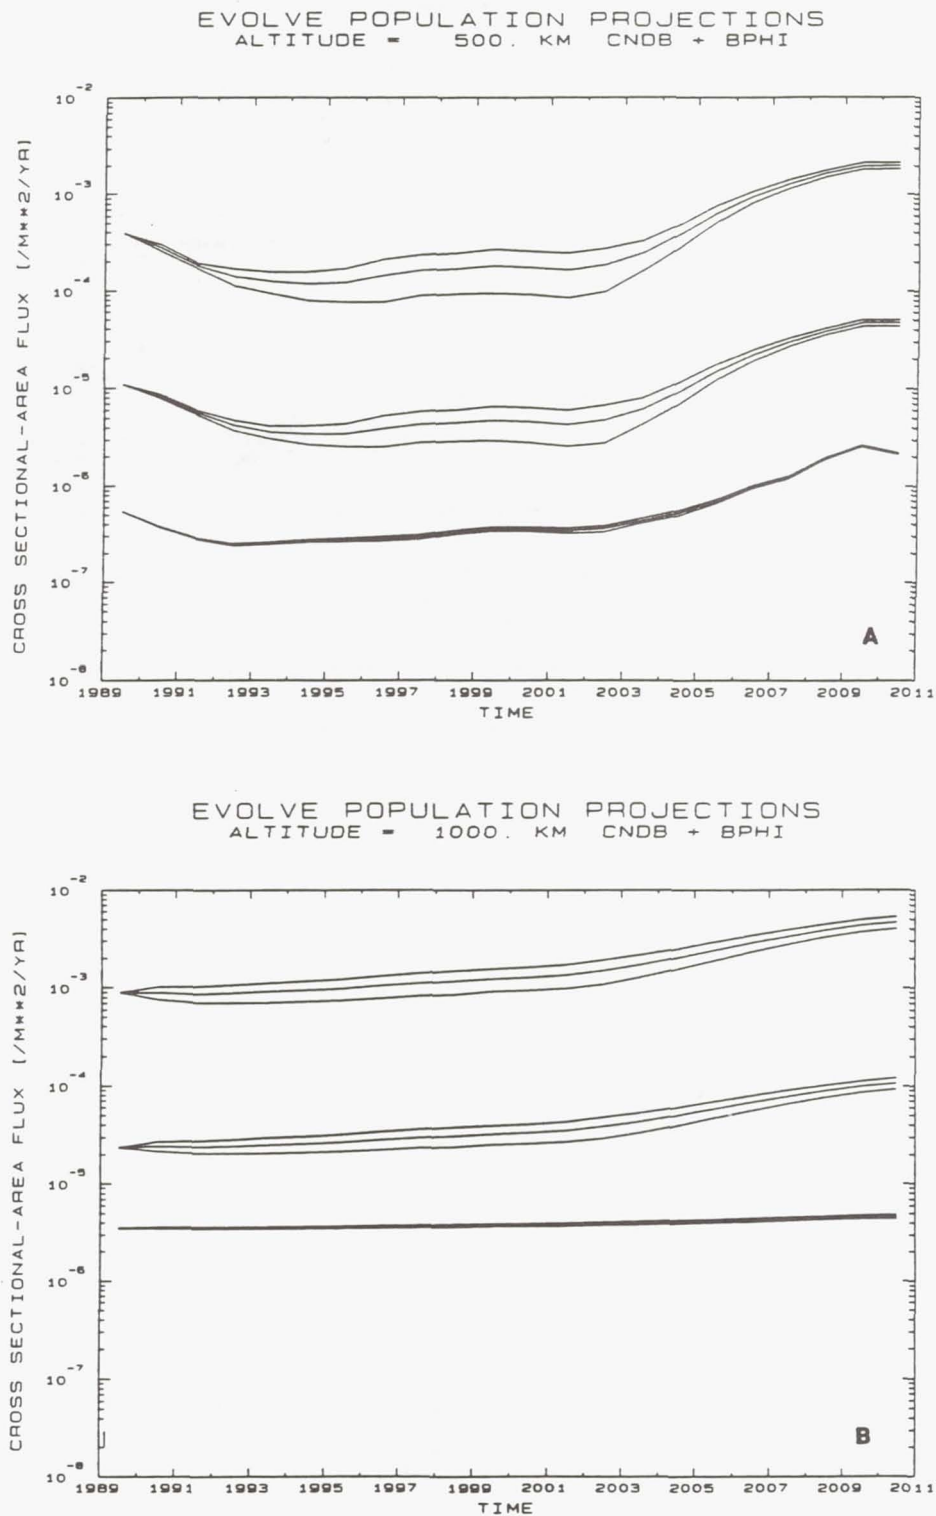 EVOLVE POPULATION PROJECTIONS
ALTITUDE = 500. KM CNDB + BPHI
CROSS SECTIONAL-AREA FLUX [/M**2/YR]
10^-2
10^-3
10^-4
10^-5
10^-6
10^-7
10^-8
A
1989 1991 1993 1995 1997 1999 2001 2003 2005 2007 2009 2011
TIME
EVOLVE POPULATION PROJECTIONS
ALTITUDE = 1000. KM CNDB + BPHI
CROSS SECTIONAL-AREA FLUX [/M**2/YR]
10^-2
10^-3
10^-4
10^-5
10^-6
10^-7
10^-8
B
1989 1991 1993 1995 1997 1999 2001 2003 2005 2007 2009 2011
TIME